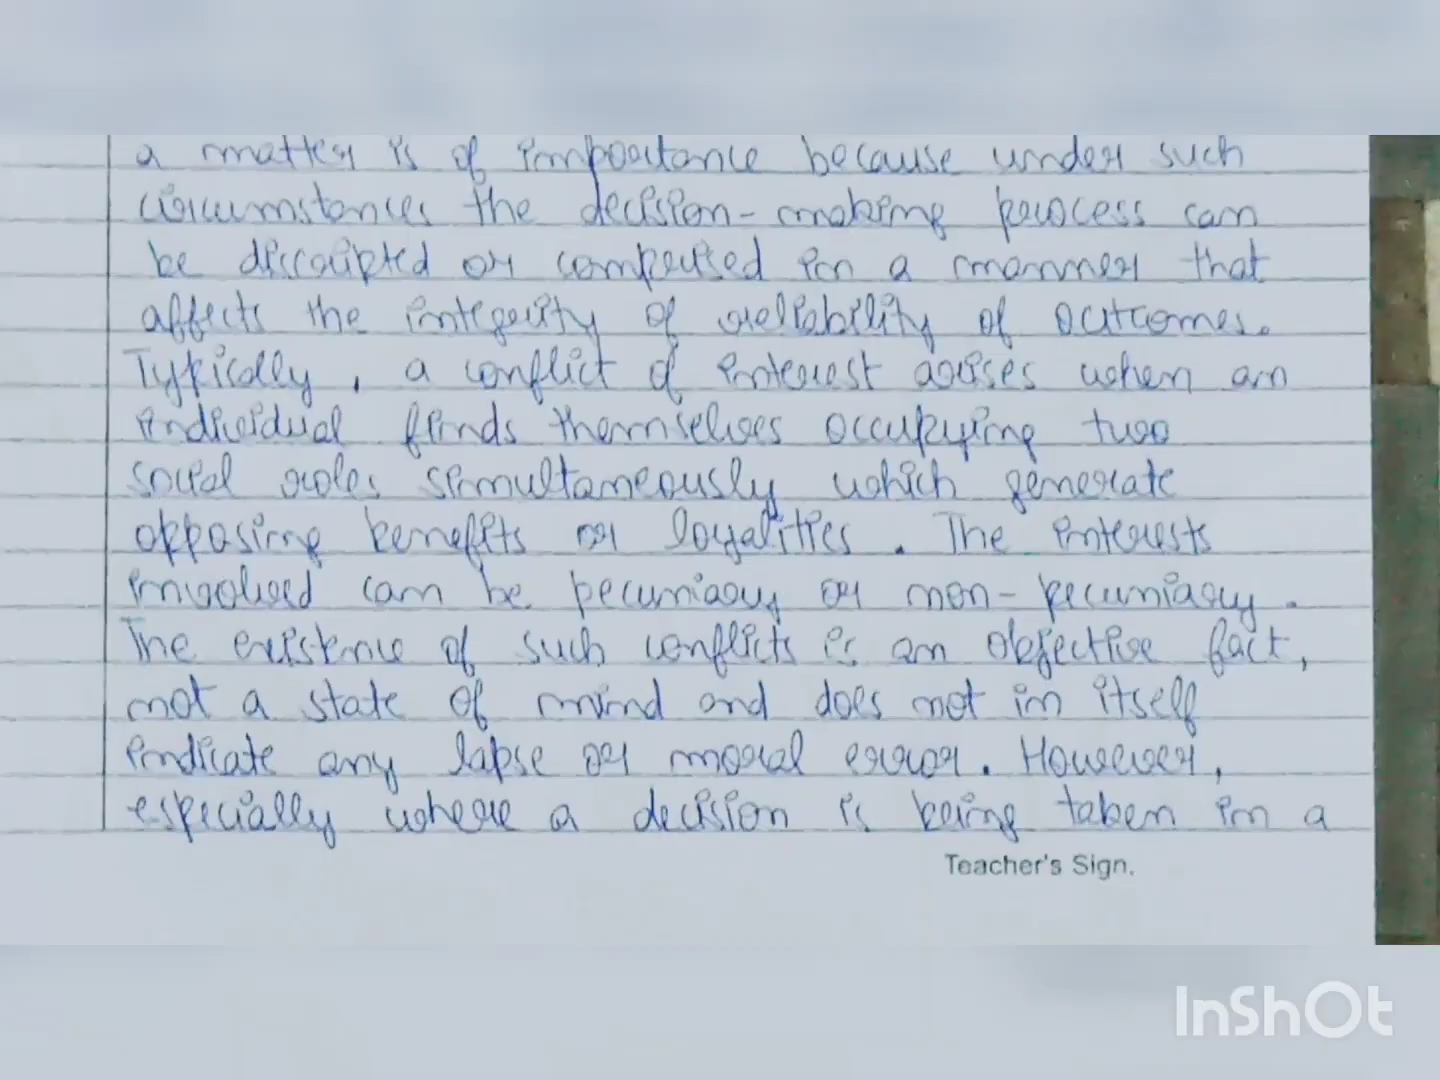 a matter is of importance because under such
circumstances the decision-making process can
be disrupted or comprised in a manner that
affects the integrity of reliability of outcomes.
Typically, a conflict of interest arises when an
individual finds themselves occupying two
social roles simultaneously which generate
opposing benefits or loyalities. The interests
involved can be pecuniary or non-pecuniary.
The existence of such conflicts is an objective fact,
not a state of mind and does not in itself
indicate any lapse or moral error. However,
especially where a decision is being taken in a
Teacher's Sign.
InShOt